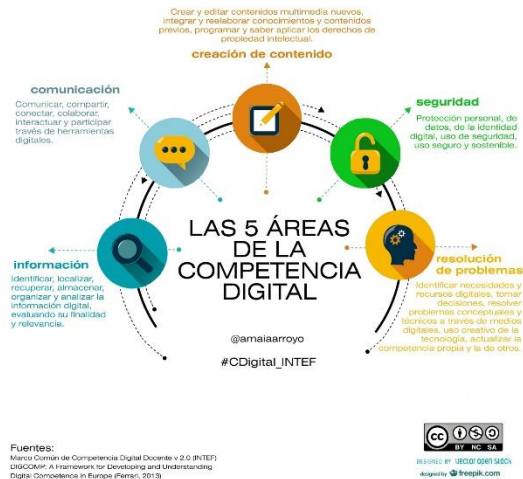 Crear y editar contenidos multimedia nuevos,
integrar y reelaborar conocimientos y contenidos
previos, programar y saber aplicar los derechos de
propiedad intelectual.
creación de contenido
comunicación
Comunicar, compartir,
conectar, colaborar,
interactuar y participar
través de herramientas
digitales.
seguridad
Protección personal, de
datos, de la identidad
digital, uso de seguridad,
uso seguro y sostenible.
información
Identificar, localizar,
recuperar, almacenar,
organizar y analizar la
información digital,
evaluando su finalidad
y relevancia.
LAS 5 ÁREAS
DE LA
COMPETENCIA
DIGITAL
resolución
de problemas
Identificar necesidades y
recursos digitales, tomar
decisiones, resolver
problemas conceptuales y
técnicos a través de medios
digitales, uso creativo de la
tecnología, actualizar la
competencia propia y la de otros.
@amaiaarroyo
#CDigital_INTEF
Fuentes:
Marco Común de Competencia Digital Docente v 2.0 (INTEF)
DIGCOMP: A Framework for Developing and Understanding
Digital Competence in Europe (Ferrari, 2013)
cc
BY NC SA
DESIGNED BY VECTOR OPEN STOCK
designed by freepik.com